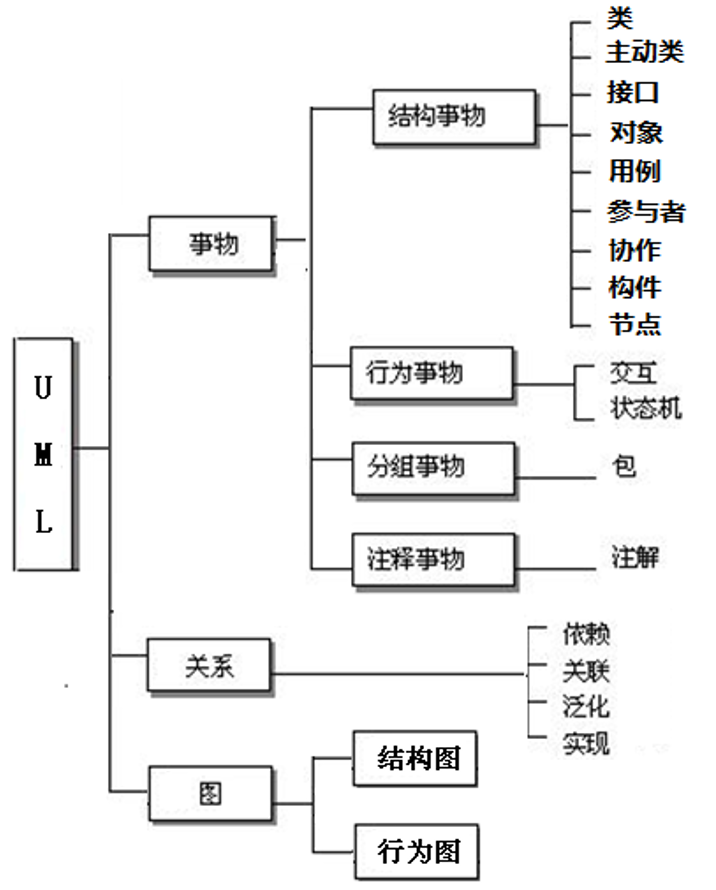 UML
事物
结构事物
类
主动类
接口
对象
用例
参与者
协作
构件
节点
行为事物
交互
状态机
分组事物
包
注释事物
注解
关系
依赖
关联
泛化
实现
图
结构图
行为图